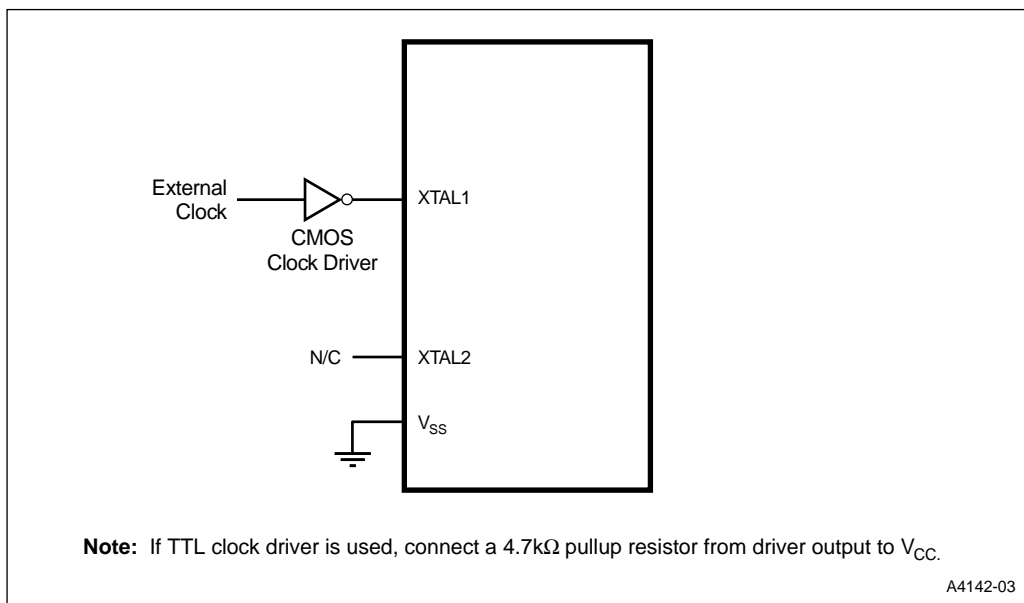 External
Clock
CMOS
Clock Driver
XTAL1
N/C
XTAL2
VSS
Note: If TTL clock driver is used, connect a 4.7kΩ pullup resistor from driver output to VCC.
A4142-03